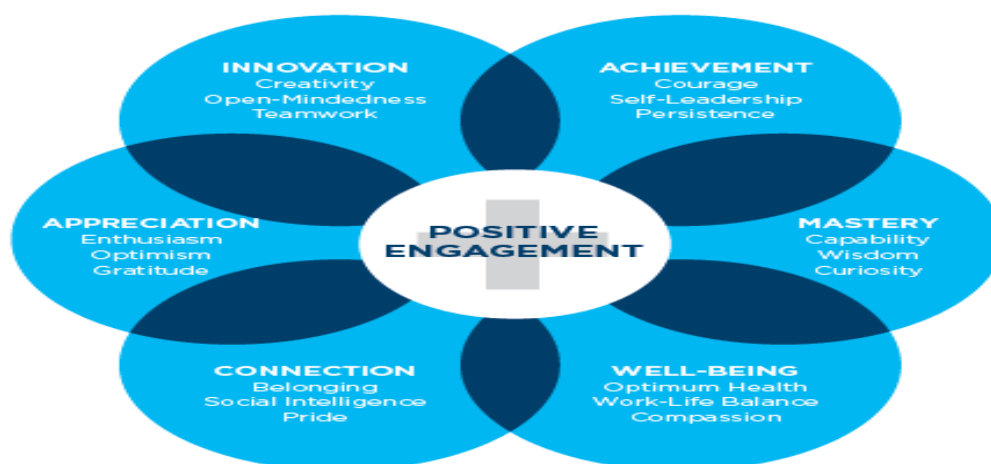 INNOVATION
Creativity
Open-Mindedness
Teamwork
ACHIEVEMENT
Courage
Self-Leadership
Persistence
APPRECIATION
Enthusiasm
Optimism
Gratitude
POSITIVE
ENGAGEMENT
MASTERY
Capability
Wisdom
Curiosity
CONNECTION
Belonging
Social Intelligence
Pride
WELL-BEING
Optimum Health
Work-Life Balance
Compassion